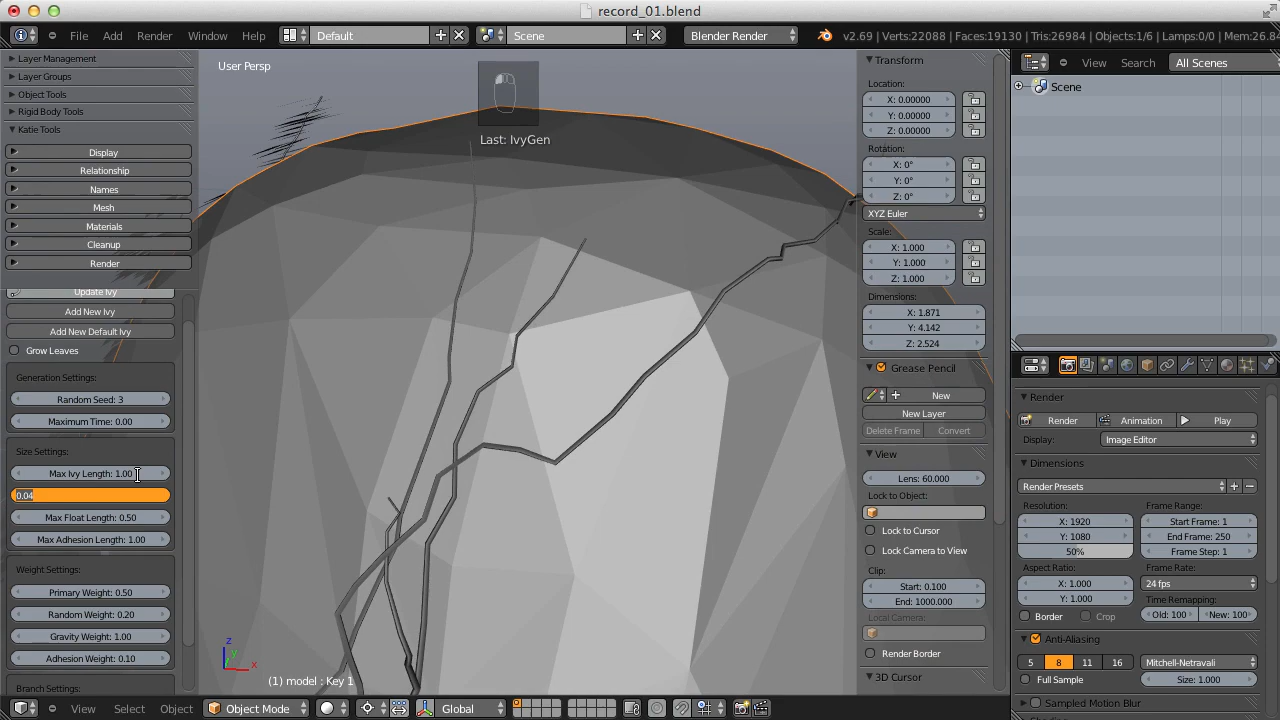 record_01.blend
File Add Render Window Help Default Scene Blender Render v2.69 | Verts:22088 | Faces:19130 | Tris:26984 | Objects:1/6 | Lamps:0/0 | Mem:26.84
View Search All Scenes
Scene
Layer Management
Layer Groups
Object Tools
Rigid Body Tools
Katie Tools
Display
Relationship
Names
Mesh
Materials
Cleanup
Render
Update Ivy
Add New Ivy
Add New Default Ivy
Grow Leaves
Generation Settings:
Random Seed: 3
Maximum Time: 0.00
Size Settings:
Max Ivy Length: 1.00
0.04
Max Float Length: 0.50
Max Adhesion Length: 1.00
Weight Settings:
Primary Weight: 0.50
Random Weight: 0.20
Gravity Weight: 1.00
Adhesion Weight: 0.10
Branch Settings:
User Persp
Last: IvyGen
z
y
x
(1) model : Key 1
Transform
Location:
X: 0.00000
Y: 0.00000
Z: 0.00000
Rotation:
X: 0°
Y: 0°
Z: 0°
XYZ Euler
Scale:
X: 1.000
Y: 1.000
Z: 1.000
Dimensions:
X: 1.871
Y: 4.142
Z: 2.524
Grease Pencil
New
New Layer
Delete Frame Convert
View
Lens: 60.000
Lock to Object:
Lock to Cursor
Lock Camera to View
Clip:
Start: 0.100
End: 1000.000
Local Camera:
Render Border
3D Cursor
Render
Render Animation Play
Display: Image Editor
Dimensions
Render Presets
Resolution: Frame Range:
X: 1920 Start Frame: 1
Y: 1080 End Frame: 250
50% Frame Step: 1
Aspect Ratio: Frame Rate:
X: 1.000 24 fps
Y: 1.000 Time Remapping:
Border Crop Old: 100 New: 100
Anti-Aliasing
5 8 11 16 Mitchell-Netravali
Full Sample Size: 1.000
Sampled Motion Blur
View Select Object Object Mode Global